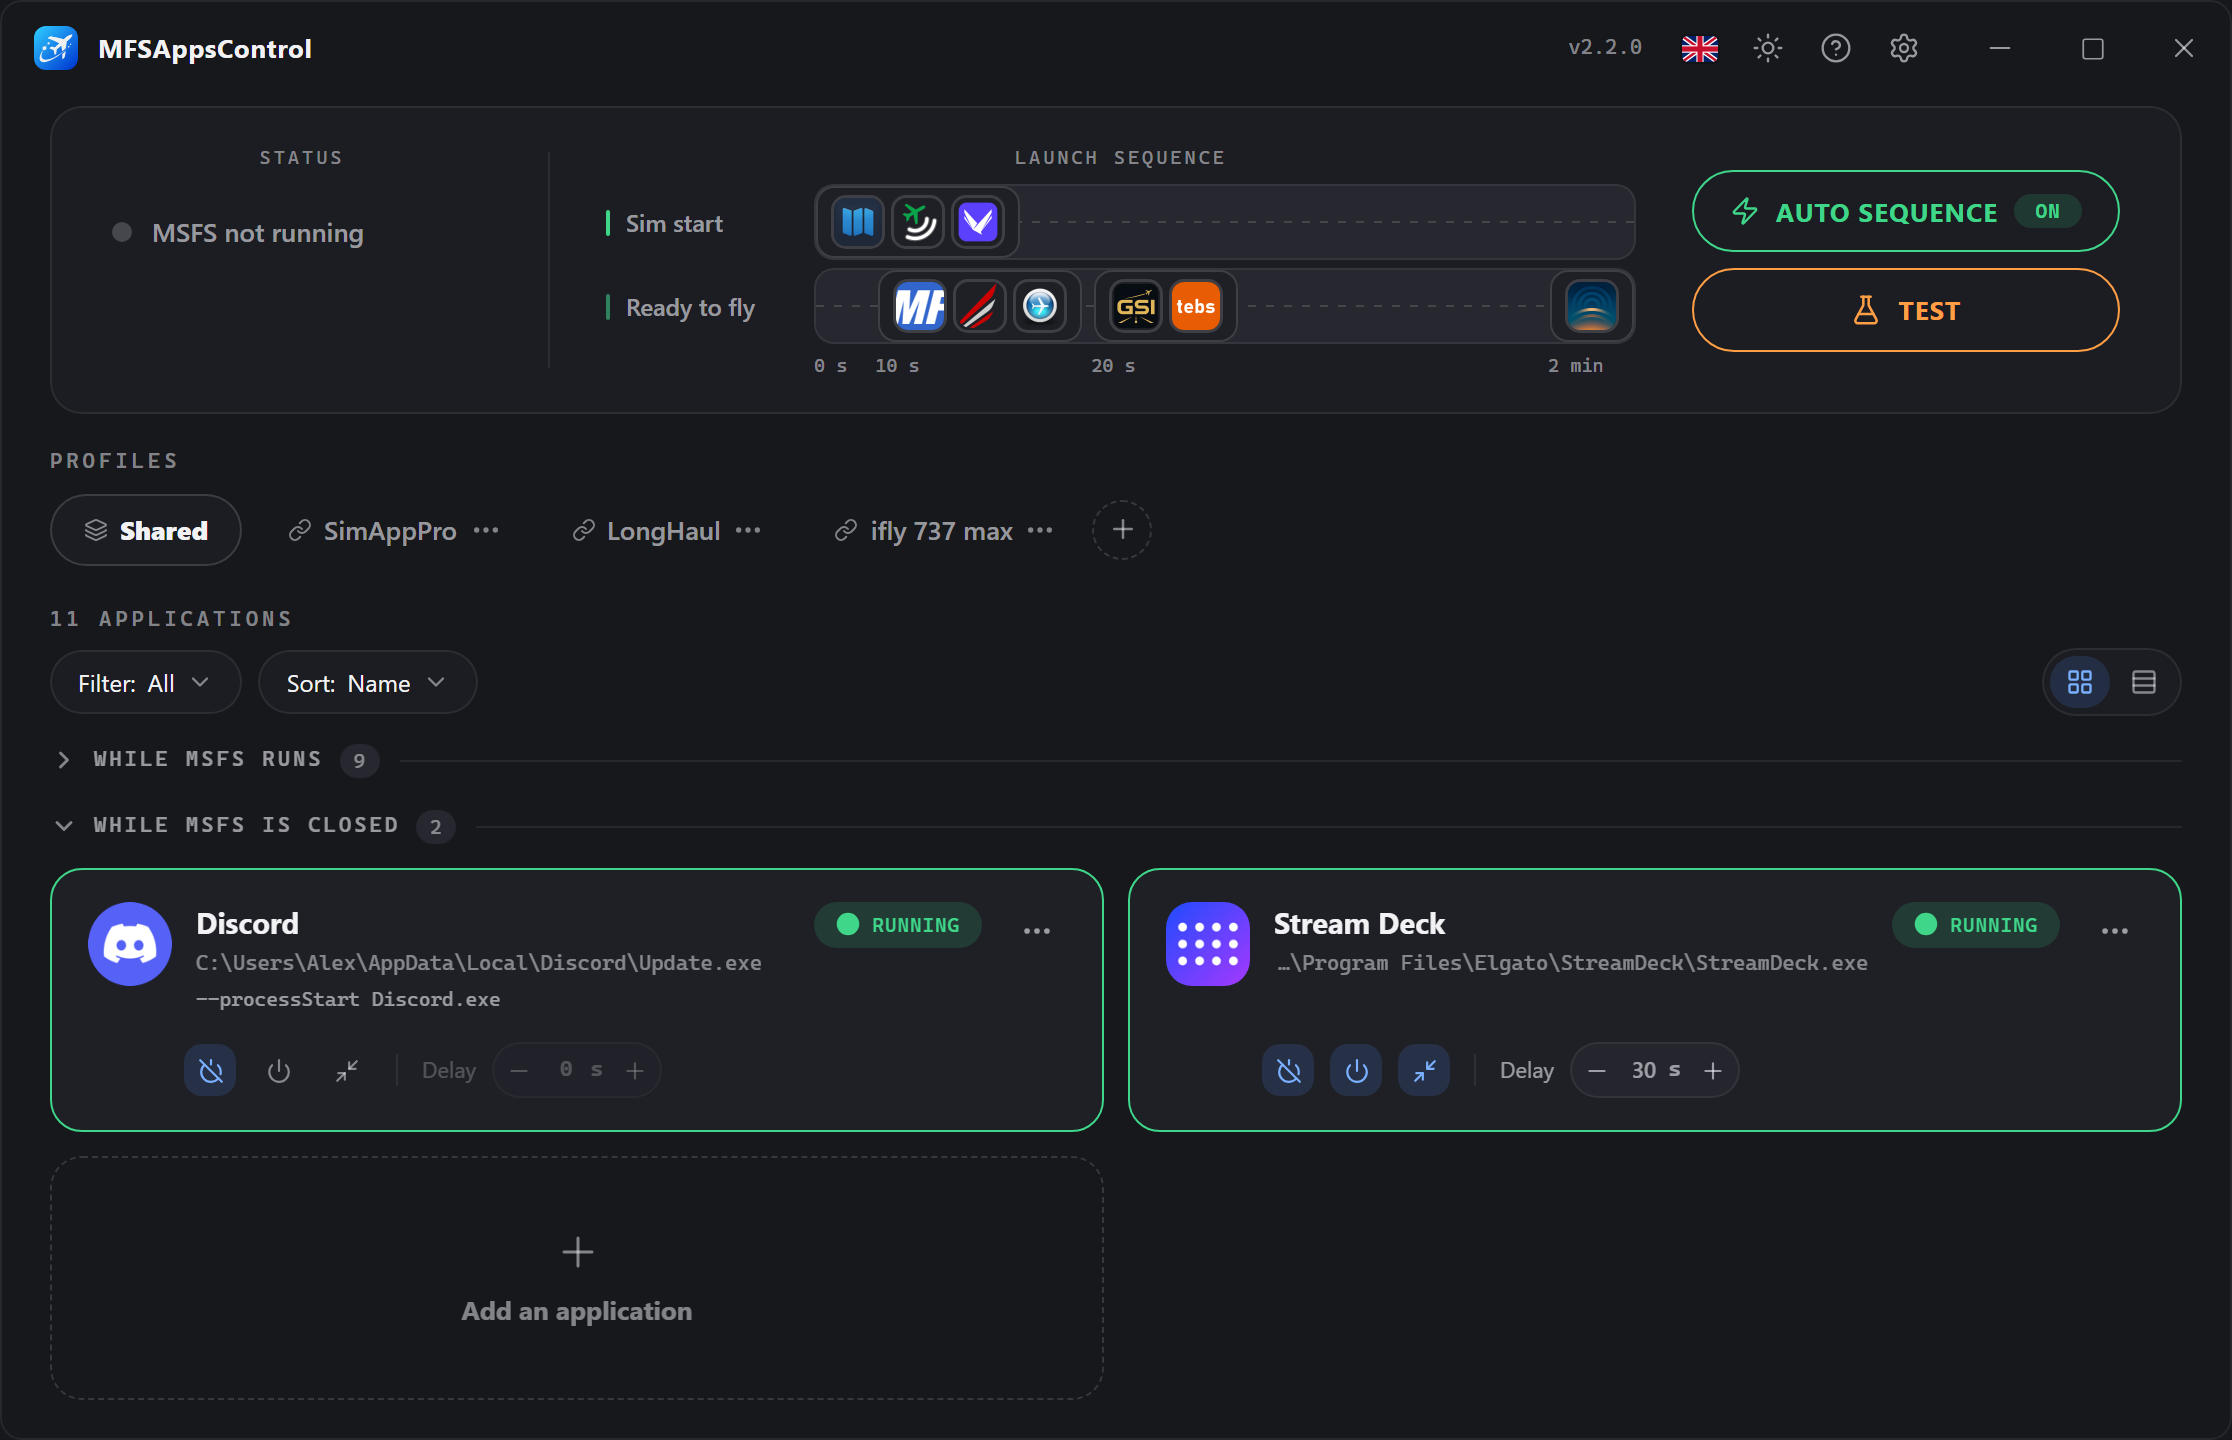 MFSAppsControl
v2.2.0
STATUS
MSFS not running
LAUNCH SEQUENCE
Sim start
Ready to fly
MF
GSI
tebs
0 s
10 s
20 s
2 min
AUTO SEQUENCE ON
TEST
PROFILES
Shared
SimAppPro
LongHaul
ifly 737 max
11 APPLICATIONS
Filter: All
Sort: Name
WHILE MSFS RUNS 9
WHILE MSFS IS CLOSED 2
Discord
RUNNING
C:\Users\Alex\AppData\Local\Discord\Update.exe
--processStart Discord.exe
Delay
0 s
Stream Deck
RUNNING
…\Program Files\Elgato\StreamDeck\StreamDeck.exe
Delay
30 s
Add an application